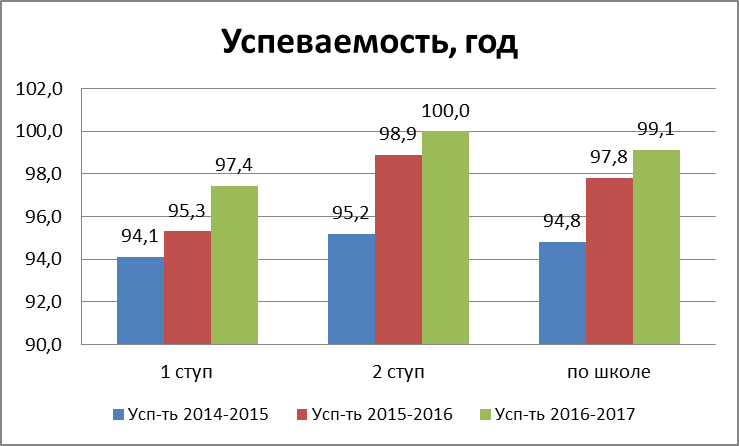 Успеваемость, год
102,0
100,0
98,0
96,0
94,0
92,0
90,0
94,1
95,3
97,4
95,2
98,9
100,0
94,8
97,8
99,1
1 ступ
2 ступ
по школе
Усп-ть 2014-2015
Усп-ть 2015-2016
Усп-ть 2016-2017